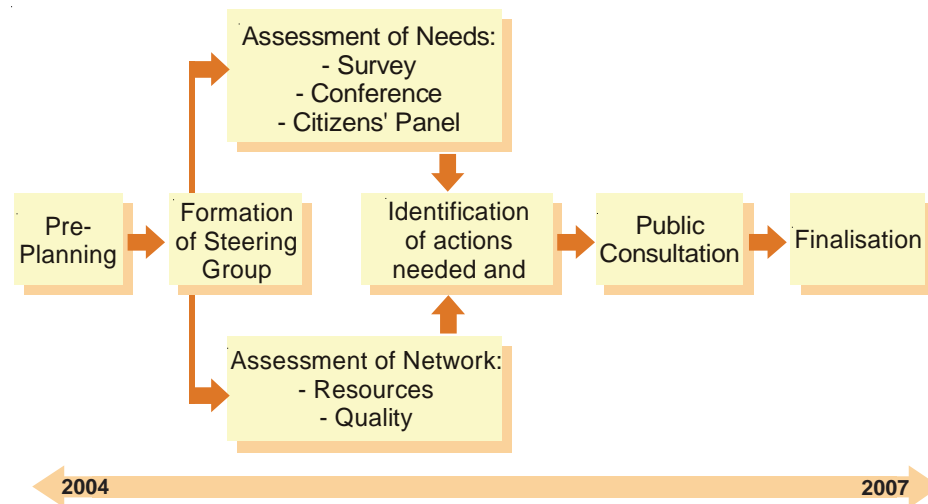 Pre-
Planning
Formation
of Steering
Group
Assessment of Needs:
- Survey
- Conference
- Citizens' Panel
Assessment of Network:
- Resources
- Quality
Identification
of actions
needed and
Public
Consultation
Finalisation
2004
2007